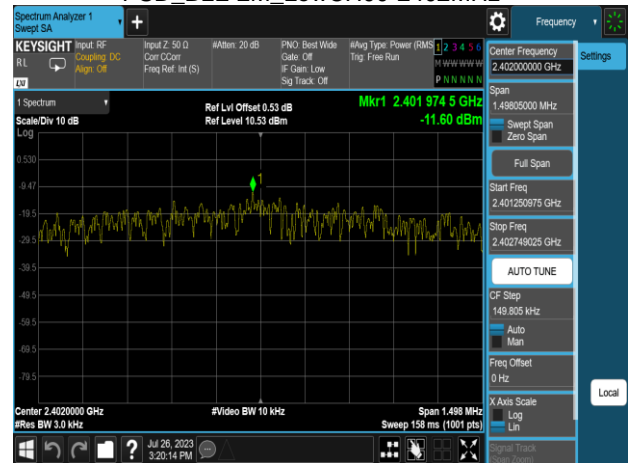 Spectrum Analyzer 1
Swept SA
Frequency
KEYSIGHT
RL
Input: RF
Coupling: DC
Align: Off
Input Z: 50 Ω
Corr CCorr
Freq Ref: Int (S)
#Atten: 20 dB
PNO: Best Wide
Gate: Off
IF Gain: Low
Sig Track: Off
#Avg Type: Power (RMS
Trig: Free Run
1 2 3 4 5 6
M W W W W W
P N N N N N
LXI
1 Spectrum
Scale/Div 10 dB
Log
Ref Lvl Offset 0.53 dB
Ref Level 10.53 dBm
Mkr1 2.401 974 5 GHz
-11.60 dBm
1
0.530
-9.47
-19.5
-29.5
-39.5
-49.5
-59.5
-69.5
-79.5
Center 2.4020000 GHz
#Res BW 3.0 kHz
#Video BW 10 kHz
Span 1.498 MHz
Sweep 158 ms (1001 pts)
Jul 26, 2023
3:20:14 PM
Center Frequency
2.402000000 GHz
Settings
Span
1.49805000 MHz
Swept Span
Zero Span
Full Span
Start Freq
2.401250975 GHz
Stop Freq
2.402749025 GHz
AUTO TUNE
CF Step
149.805 kHz
Auto
Man
Freq Offset
0 Hz
X Axis Scale
Log
Lin
Local
Signal Track
(Span Zoom)